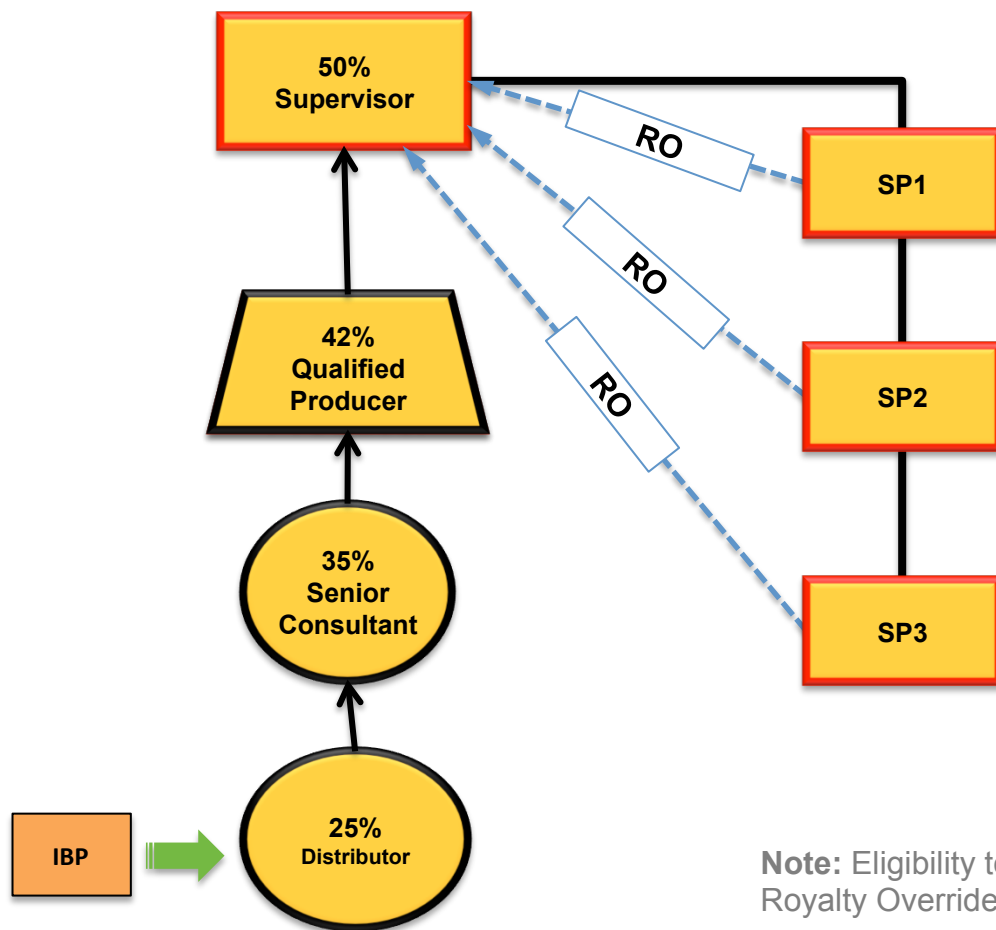 50%
Supervisor
RO
SP1
RO
42%
Qualified
Producer
SP2
RO
35%
Senior
Consultant
SP3
25%
Distributor
IBP
Note: Eligibility
Royalty Override